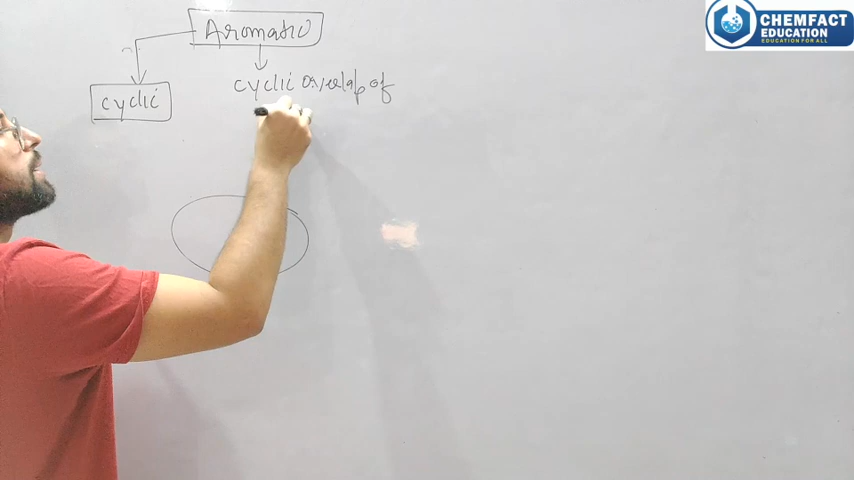 Aromatic
cyclic
cyclic overlap of
CHEMFACT
EDUCATION
EDUCATION FOR ALL